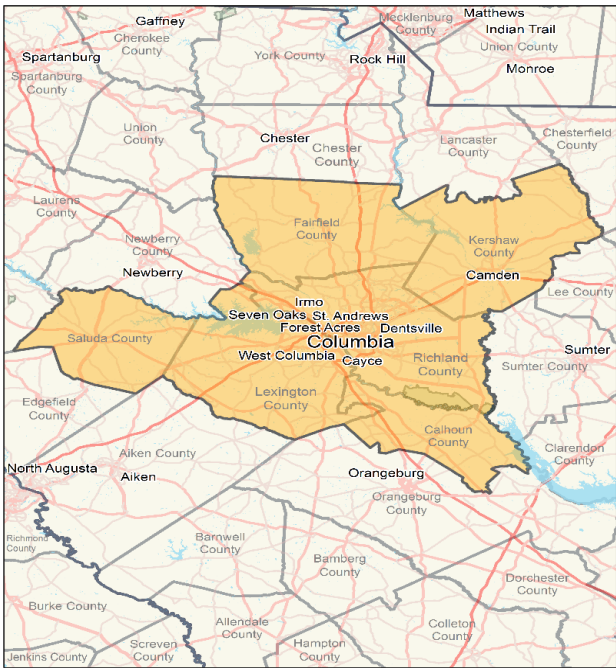 Gaffney
Cherokee
County
Mecklenburg
County
Matthews
Indian Trail
Union County
Monroe
York County
Rock Hill
Spartanburg
Spartanburg
County
Union
County
Chester
Chester
County
Lancaster
County
Chesterfield
County
Laurens
County
Newberry
County
Newberry
Fairfield
County
Kershaw
County
Camden
Lee County
Irmo
Seven Oaks
St. Andrews
Forest Acres
Dentsville
Columbia
West Columbia
Cayce
Richland
County
Saluda County
Lexington
County
Sumter
Sumter County
Edgefield
County
Calhoun
County
Clarendon
County
Aiken County
North Augusta
Aiken
Orangeburg
Orangeburg
County
Richmond
County
Barnwell
County
Bamberg
County
Dorchester
County
Burke County
Allendale
County
Colleton
County
Hampton
County
Screven
County
Jenkins County